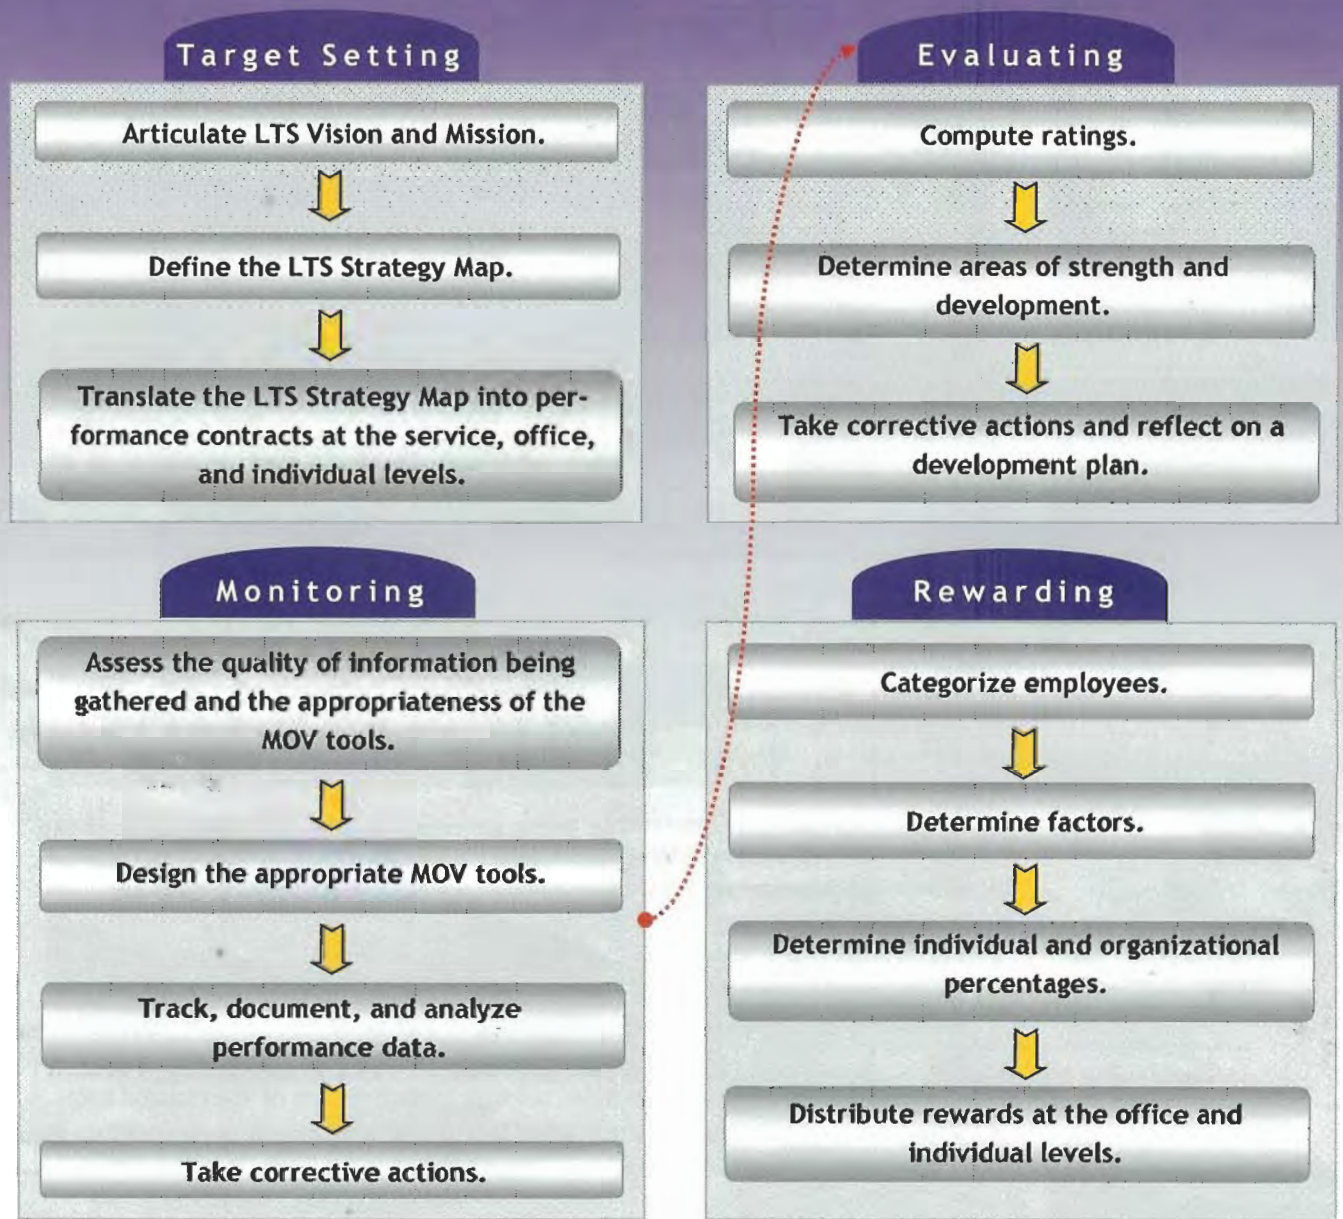 Target Setting
Articulate LTS Vision and Mission.
Define the LTS Strategy Map.
Translate the LTS Strategy Map into per-
formance contracts at the service, office,
and individual levels.
Monitoring
Assess the quality of information being
gathered and the appropriateness of the
MOV tools.
Design the appropriate MOV tools.
Track, document, and analyze
performance data.
Take corrective actions.
Evaluating
Compute ratings.
Determine areas of strength and
development.
Take corrective actions and reflect on a
development plan.
Rewarding
Categorize employees.
Determine factors.
Determine individual and organizational
percentages.
Distribute rewards at the office and
individual levels.